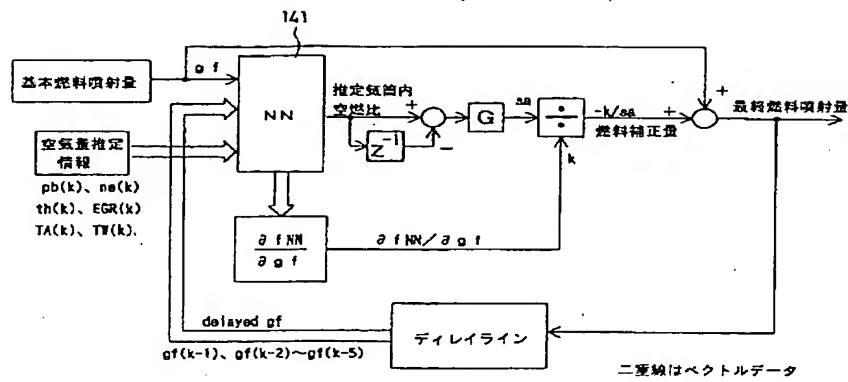 141
基本燃料噴射量
gf
NN
推定気筒内
空燃比
+
-
Z⁻¹
G
sa
÷
-k/sa
燃料補正量
+
+
最終燃料噴射量
k
空気量推定
情報
pb(k)、ne(k)
th(k)、EGR(k)
TA(k)、TW(k)、
∂fNN
∂gf
∂fNN/∂gf
delayed gf
gf(k-1)、gf(k-2)～gf(k-5)
ディレイライン
二重線はベクトルデータ